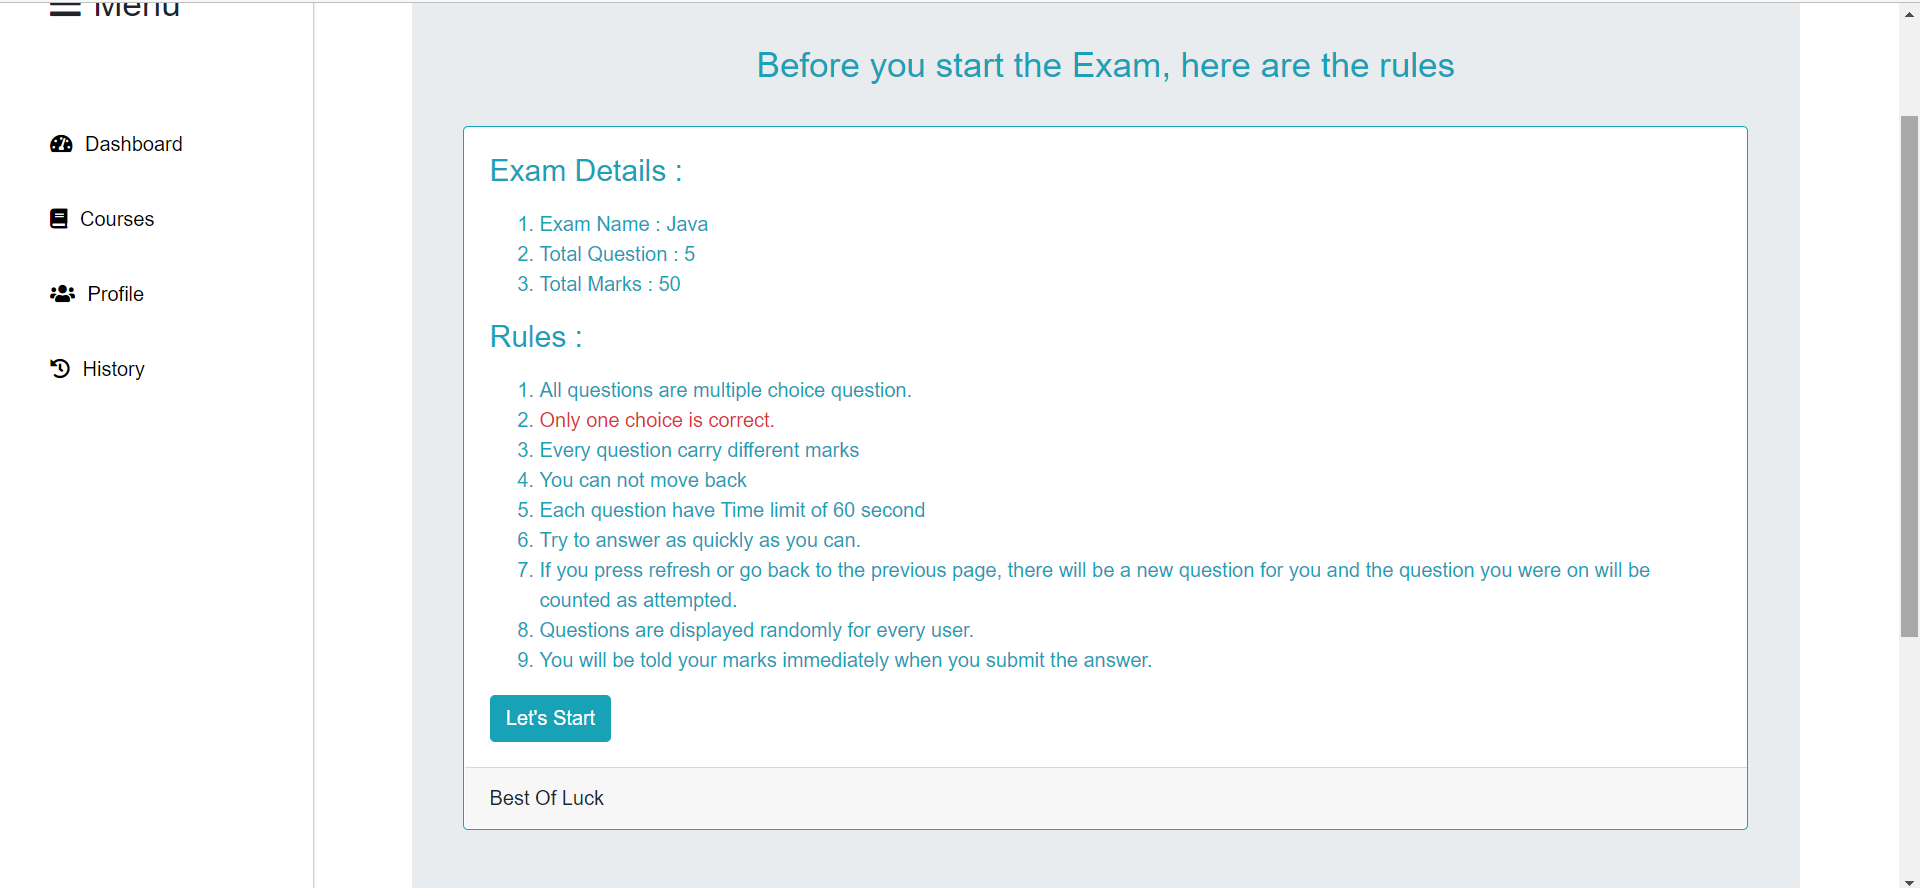 Menu
Dashboard
Courses
Profile
History
Before you start the Exam, here are the rules
Exam Details :
1. Exam Name : Java
2. Total Question : 5
3. Total Marks : 50
Rules :
1. All questions are multiple choice question.
2. Only one choice is correct.
3. Every question carry different marks
4. You can not move back
5. Each question have Time limit of 60 second
6. Try to answer as quickly as you can.
7. If you press refresh or go back to the previous page, there will be a new question for you and the question you were on will be
counted as attempted.
8. Questions are displayed randomly for every user.
9. You will be told your marks immediately when you submit the answer.
Let's Start
Best Of Luck